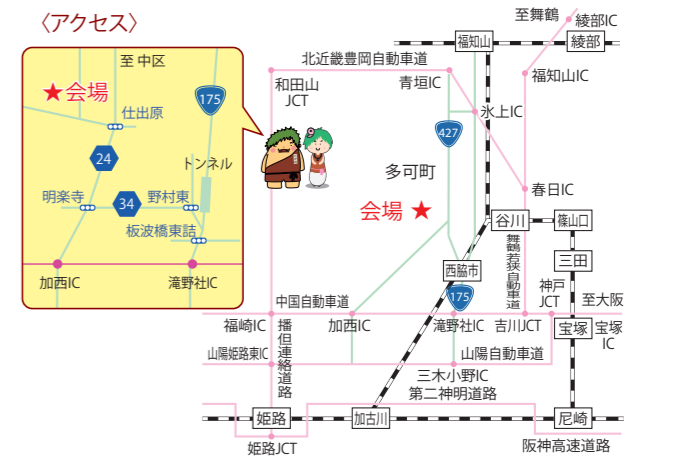 〈アクセス〉
至 中区
★会場
仕出原
175
24
トンネル
明楽寺
34
野村東
板波橋東詰
加西IC
滝野社IC
至舞鶴
綾部IC
福知山
綾部
北近畿豊岡自動車道
和田山
JCT
青垣IC
福知山IC
氷上IC
427
多可町
春日IC
会場 ★
谷川
篠山口
舞鶴若狭自動車道
三田
西脇市
175
神戸
JCT
至大阪
中国自動車道
福崎IC
加西IC
滝野社IC
吉川JCT
宝塚
宝塚
IC
播但連絡道路
山陽姫路東IC
山陽自動車道
三木小野IC
第二神明道路
姫路
加古川
尼崎
姫路JCT
阪神高速道路